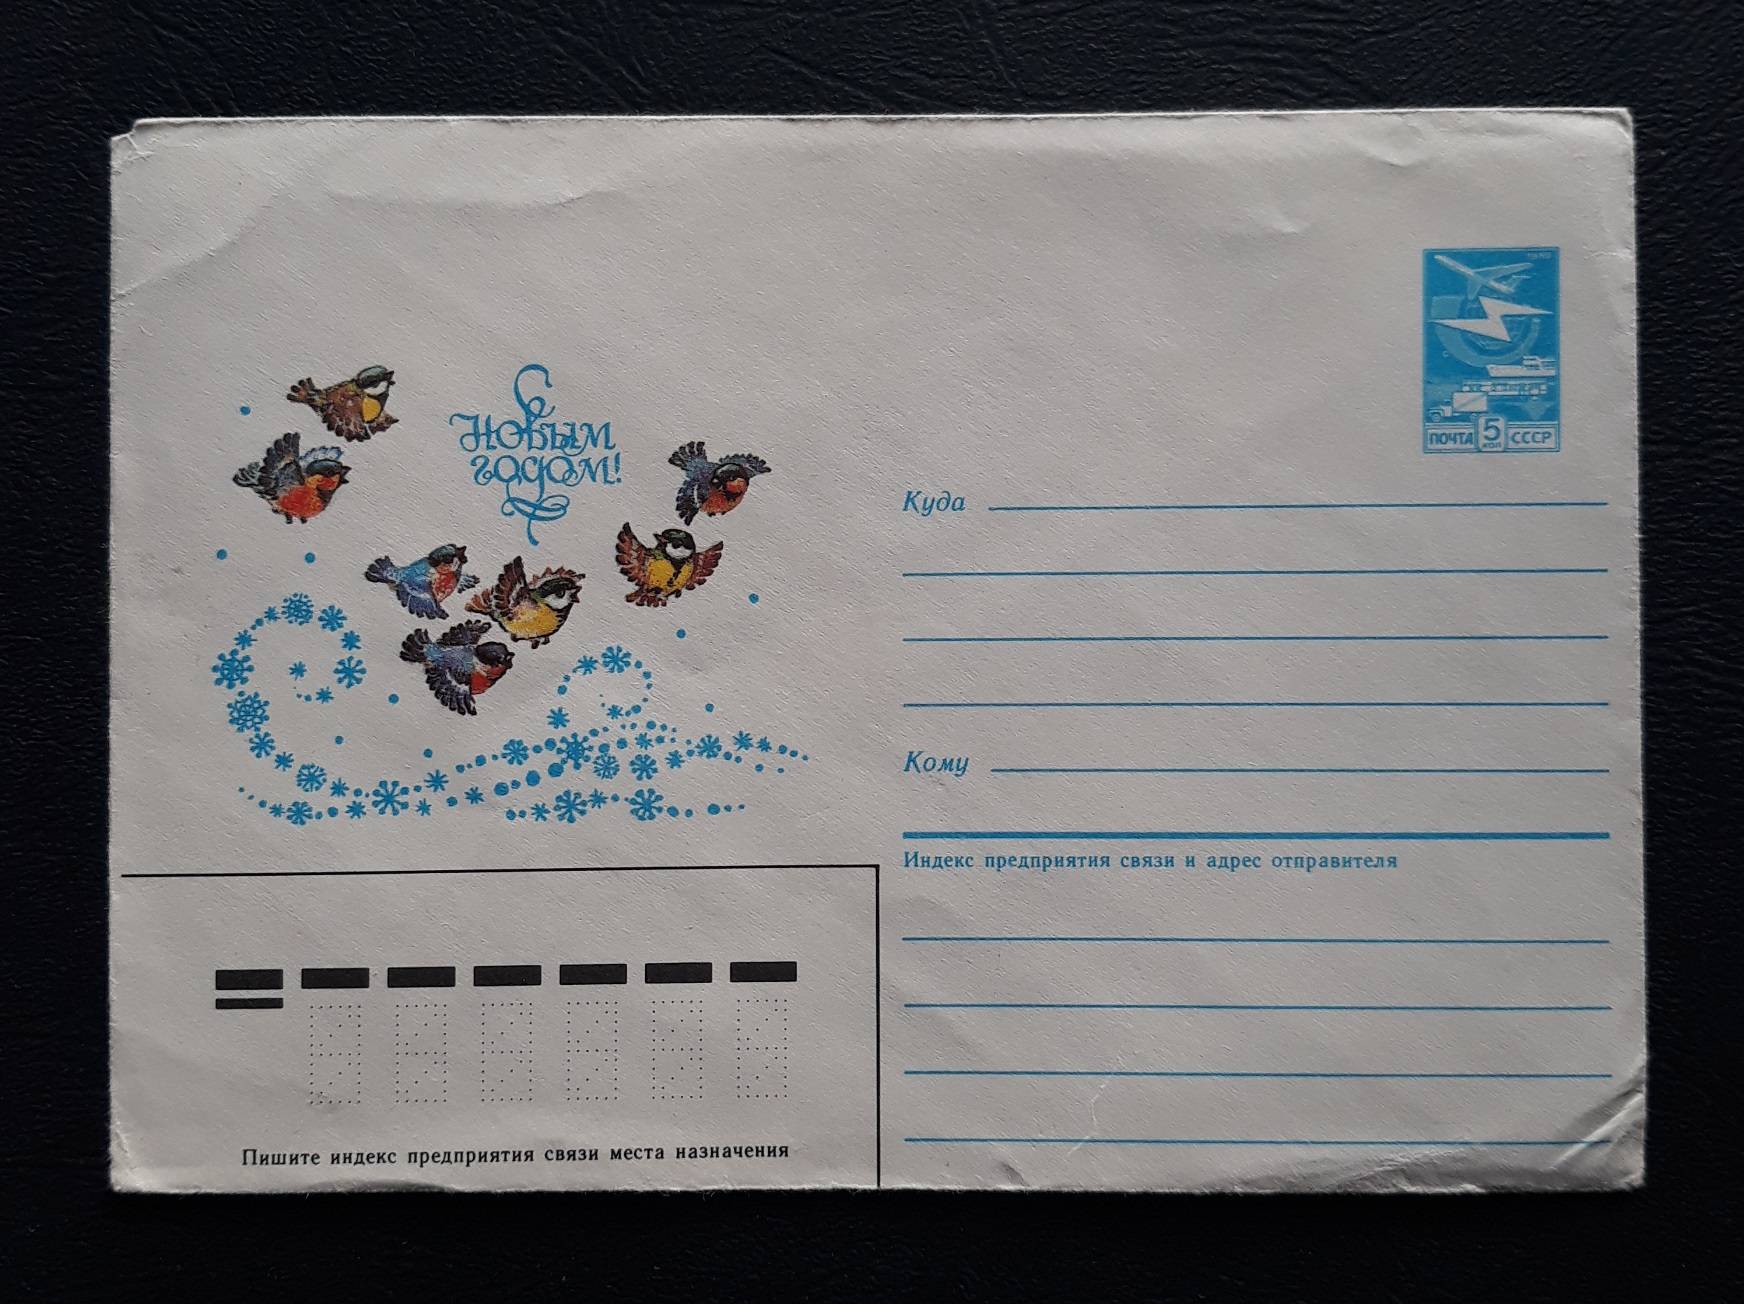 С
Новым
годом!
ПОЧТА 5 КОП СССР
Куда
Кому
Индекс предприятия связи и адрес отправителя
Пишите индекс предприятия связи места назначения